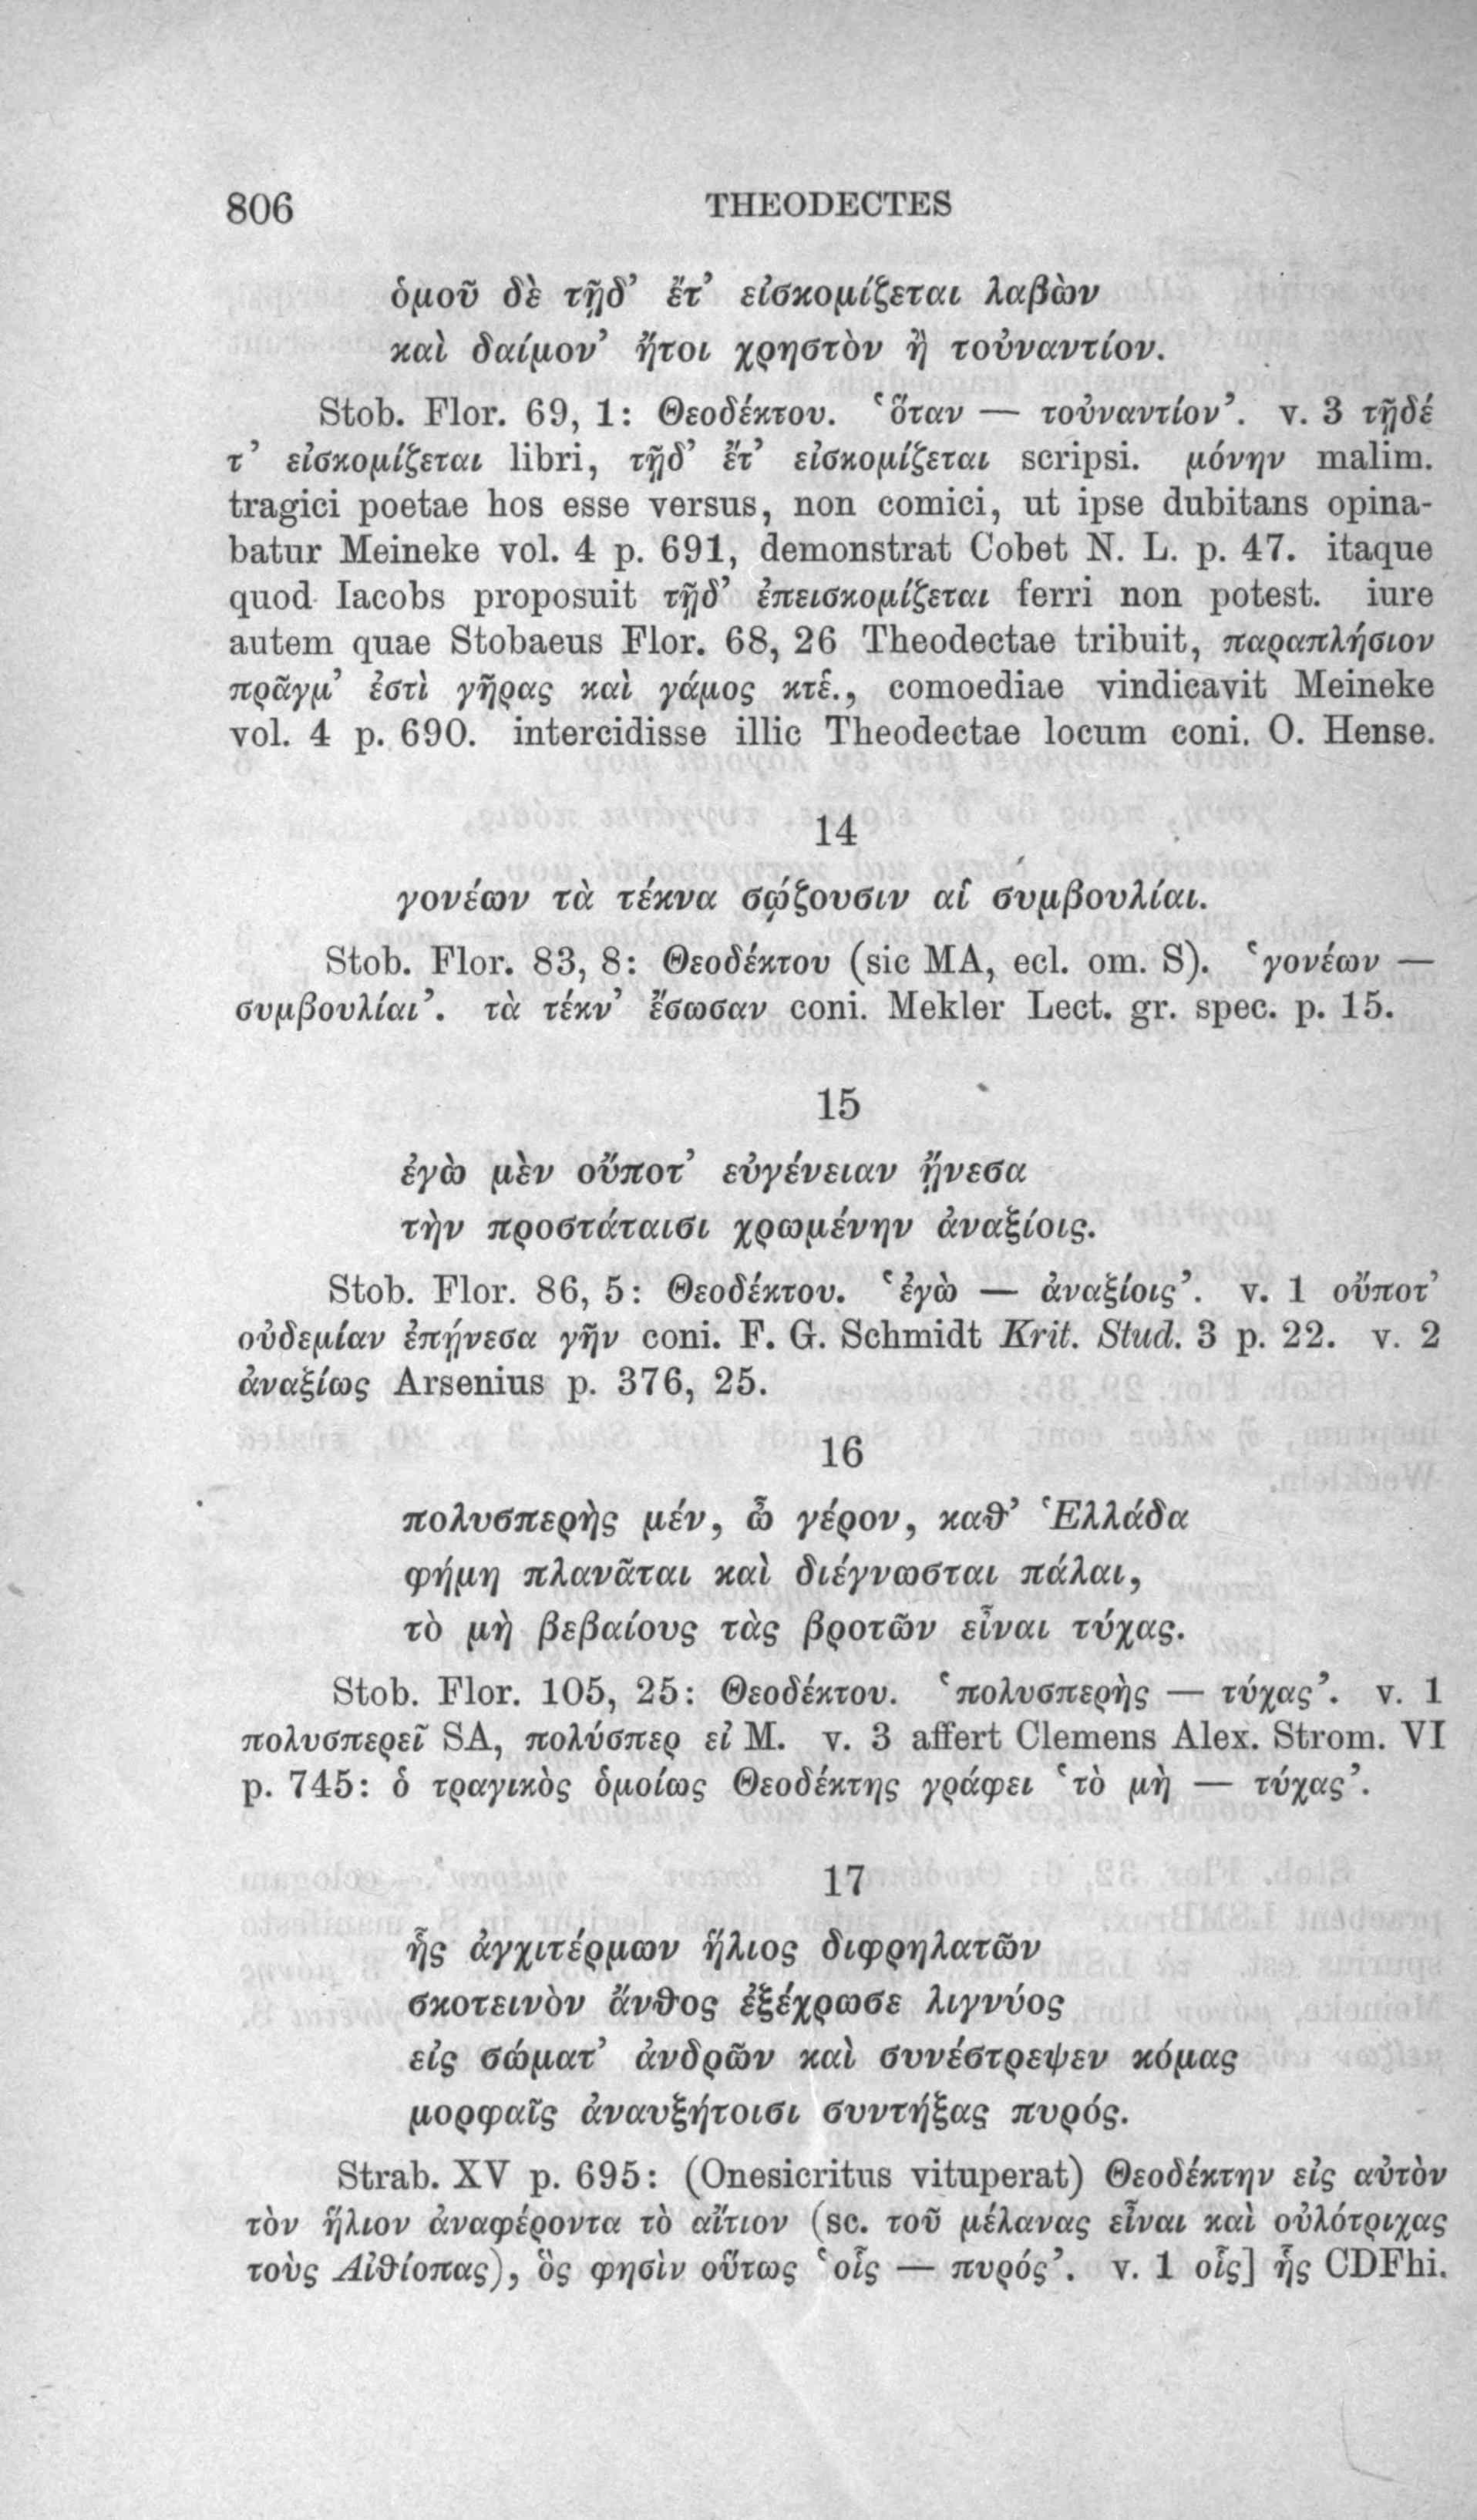 806
THEODECTES
ὁμοῦ δὲ τῇδ’ ἔτ’ εἰσκομίζεται λαβὼν
καὶ δαίμον’ ἤτοι χρηστὸν ἢ τοὐναντίον.
Stob. Flor. 69, 1: Θεοδέκτου. ‛ὅταν — τοὐναντίον’. v. 3 τῇδέ
τ’ εἰσκομίζεται libri, τῇδ’ ἔτ’ εἰσκομίζεται scripsi. μόνην malim.
tragici poetae hos esse versus, non comici, ut ipse dubitans opina-
batur Meineke vol. 4 p. 691, demonstrat Cobet N. L. p. 47. itaque
quod Iacobs proposuit τῇδ’ ἐπεισκομίζεται ferri non potest. iure
autem quae Stobaeus Flor. 68, 26 Theodectae tribuit, παραπλήσιον
πρᾶγμ’ ἐστὶ γῆρας καὶ γάμος κτἑ., comoediae vindicavit Meineke
vol. 4 p. 690. intercidisse illic Theodectae locum coni. O. Hense.
14
γονέων τὰ τέκνα σῴζουσιν αἱ συμβουλίαι.
Stob. Flor. 83, 8: Θεοδέκτου (sic MA, ecl. om. S). ‛γονέων —
συμβουλίαι’. τὰ τέκν’ ἔσωσαν coni. Mekler Lect. gr. spec. p. 15.
15
ἐγὼ μὲν οὔποτ’ εὐγένειαν ᾔνεσα
τὴν προστάταισι χρωμένην ἀναξίοις.
Stob. Flor. 86, 5: Θεοδέκτου. ‛ἐγὼ — ἀναξίοις’. v. 1 οὔποτ’
οὐδεμίαν ἐπῄνεσα γῆν coni. F. G. Schmidt Krit. Stud. 3 p. 22. v. 2
ἀναξίως Arsenius p. 376, 25.
16
πολυσπερὴς μέν, ὦ γέρον, καθ’ Ἑλλάδα
φήμη πλανᾶται καὶ διέγνωσται πάλαι,
τὸ μὴ βεβαίους τὰς βροτῶν εἶναι τύχας.
Stob. Flor. 105, 25: Θεοδέκτου. ‛πολυσπερὴς — τύχας’. v. 1
πολυσπερεῖ SA, πολύσπερ εἰ M. v. 3 affert Clemens Alex. Strom. VI
p. 745: ὁ τραγικὸς ὁμοίως Θεοδέκτης γράφει ‛τὸ μὴ — τύχας’.
17
ἧς ἀγχιτέρμων ἥλιος διφρηλατῶν
σκοτεινὸν ἄνθος ἐξέχρωσε λιγνύος
εἰς σώματ’ ἀνδρῶν καὶ συνέστρεψεν κόμας
μορφαῖς ἀναυξήτοισι συντήξας πυρός.
Strab. XV p. 695: (Onesicritus vituperat) Θεοδέκτην εἰς αὐτὸν
τὸν ἥλιον ἀναφέροντα τὸ αἴτιον (sc. τοῦ μέλανας εἶναι καὶ οὐλότριχας
τοὺς Αἰθίοπας), ὅς φησὶν οὕτως ‛οἷς — πυρός’. v. 1 οἷς] ἧς CDFhi.